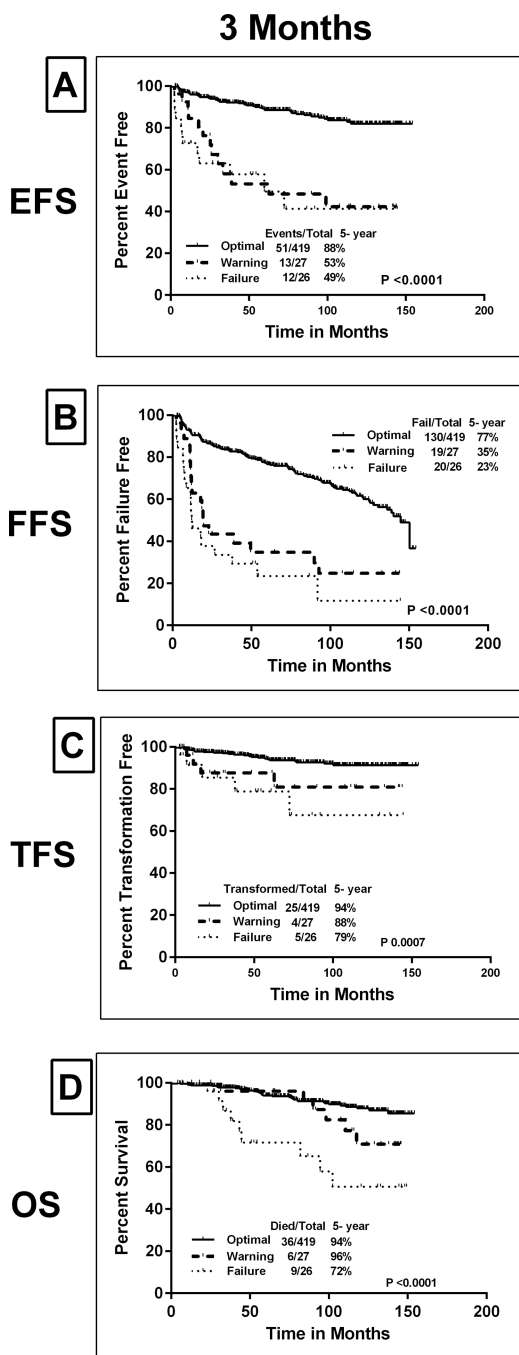 3 Months
A
EFS
Percent Event Free
100
80
60
40
20
0
Events/Total 5- year
Optimal 51/419 88%
Warning 13/27 53%
Failure 12/26 49%
P <0.0001
0 50 100 150 200
Time in Months
B
FFS
Percent Failure Free
100
80
60
40
20
0
Fail/Total 5- year
Optimal 130/419 77%
Warning 19/27 35%
Failure 20/26 23%
P <0.0001
0 50 100 150 200
Time in Months
C
TFS
Percent Transformation Free
100
80
60
40
20
0
Transformed/Total 5- year
Optimal 25/419 94%
Warning 4/27 88%
Failure 5/26 79%
P 0.0007
0 50 100 150 200
Time in Months
D
OS
Percent Survival
100
80
60
40
20
0
Died/Total 5- year
Optimal 36/419 94%
Warning 6/27 96%
Failure 9/26 72%
P <0.0001
0 50 100 150 200
Time in Months